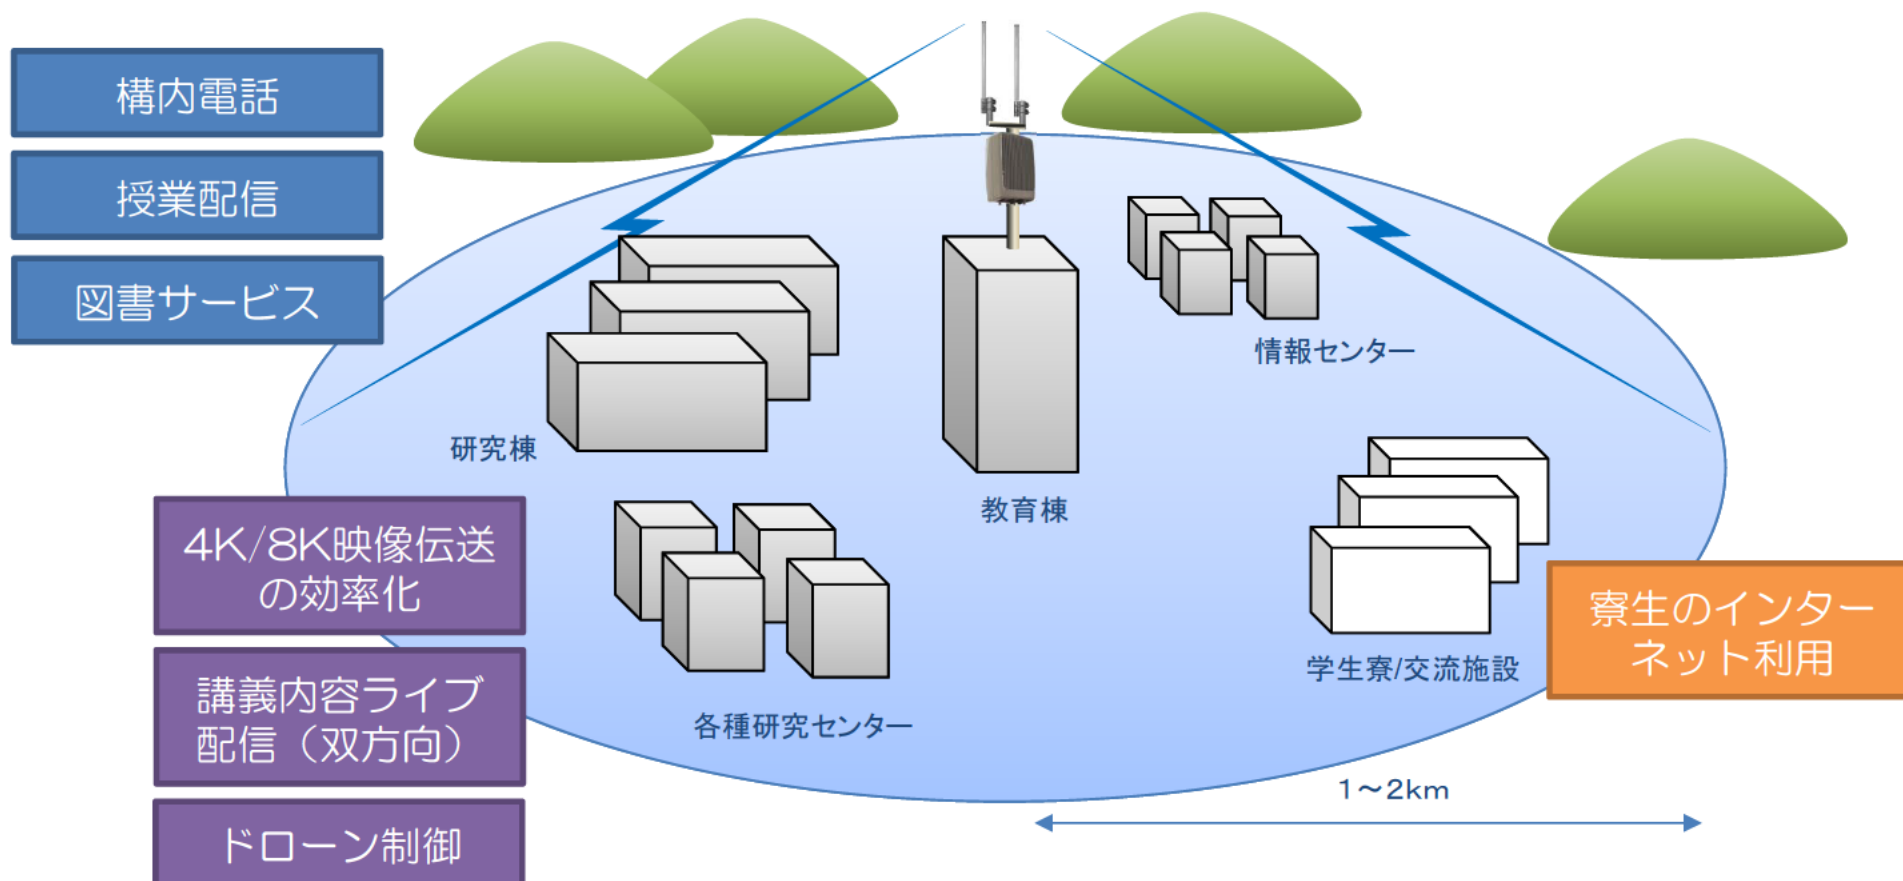 構内電話
授業配信
図書サービス
情報センター
研究棟
教育棟
4K/8K映像伝送
の効率化
寮生のインター
ネット利用
学生寮/交流施設
講義内容ライブ
配信（双方向）
各種研究センター
1～2km
ドローン制御